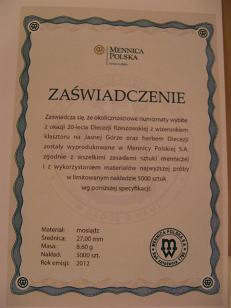 MENNICA
POLSKA
ZAŚWIADCZENIE
Zaświadcza się, że okolicznościowe numizmaty wybite
z okazji 20-lecia Diecezji Rzeszowskiej z wizerunkiem
klasztoru na Jasnej Górze oraz herbem Diecezji
zostały wyprodukowane w Mennicy Polskiej S.A.
zgodnie z wszelkimi zasadami sztuki menniczej
i z wykorzystaniem materiałów najwyższej próby
w limitowanym nakładzie 5000 sztuk
wg poniższej specyfikacji:
Materiał: mosiądz
Średnica: 27,00 mm
Masa: 8,60 g
Nakład: 5000 szt.
Rok emisji: 2012
MENNICA POLSKA S.A.